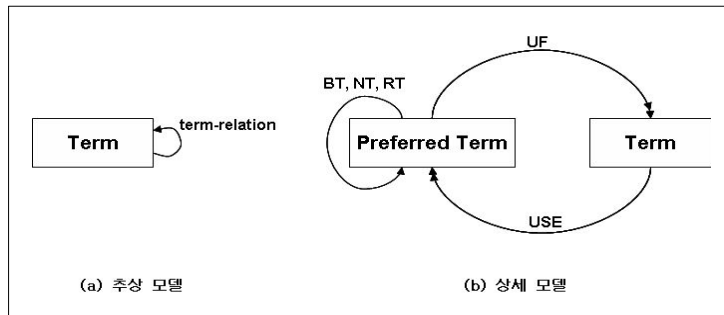 Term
term-relation
(a) 추상 모델
UF
BT, NT, RT
Preferred Term
Term
USE
(b) 상세 모델